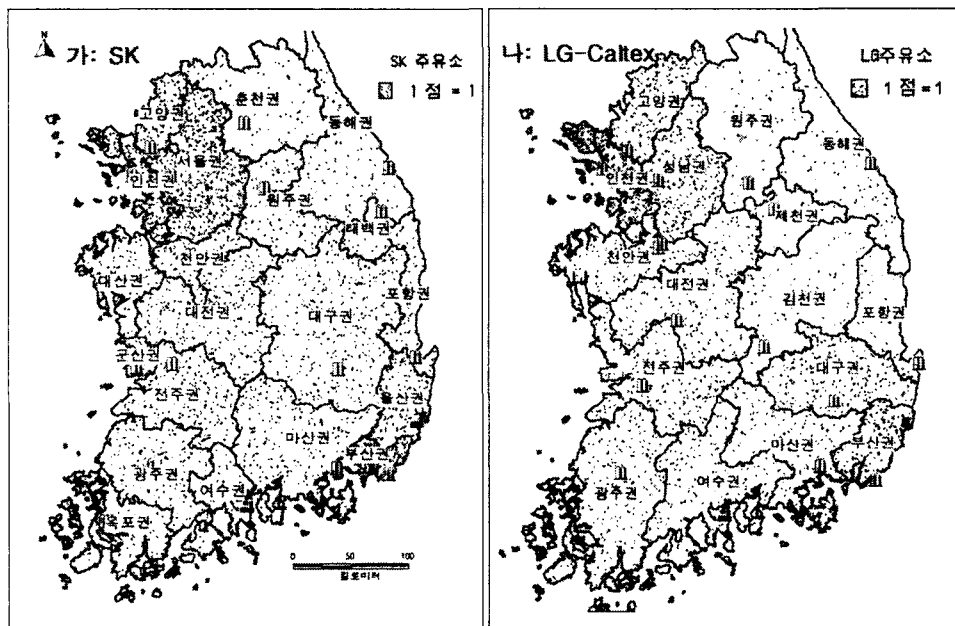 N
가: SK
SK 주유소
1 점 = 1
춘천권
고양권
동해권
서울권
인천권
원주권
태백권
천안권
대산권
포항권
대전권
대구권
군산권
전주권
울산권
마산권
부산권
광주권
여수권
목포권
0 50 100
킬로미터
나: LG-Caltex
LG주유소
1 점 = 1
고양권
원주권
동해권
성남권
인천권
제천권
천안권
대전권
김천권
포항권
전주권
대구권
마산권
부산권
여수권
광주권